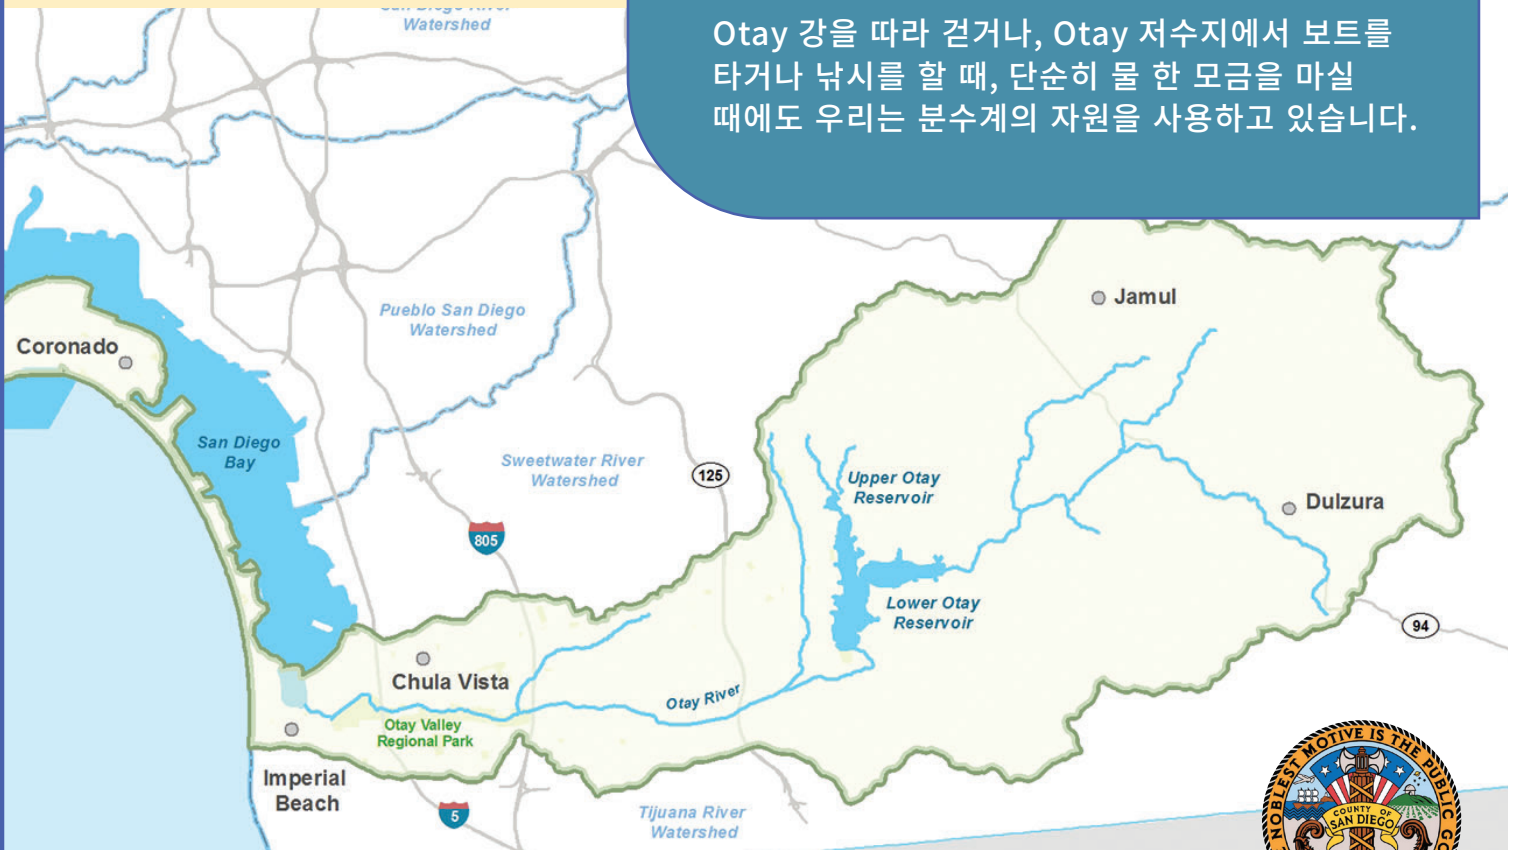 San Diego River
Watershed
Otay 강을 따라 걷거나, Otay 저수지에서 보트를
타거나 낚시를 할 때, 단순히 물 한 모금을 마실
때에도 우리는 분수계의 자원을 사용하고 있습니다.
Jamul
Pueblo San Diego
Watershed
Coronado
San Diego
Bay
Sweetwater River
Watershed
125
Upper Otay
Reservoir
Dulzura
805
Lower Otay
Reservoir
94
Chula Vista
Otay River
Otay Valley
Regional Park
Imperial
Beach
5
Tijuana River
Watershed
NOBLEST MOTIVE IS THE PUBLIC
COUNTY OF
SAN DIEGO